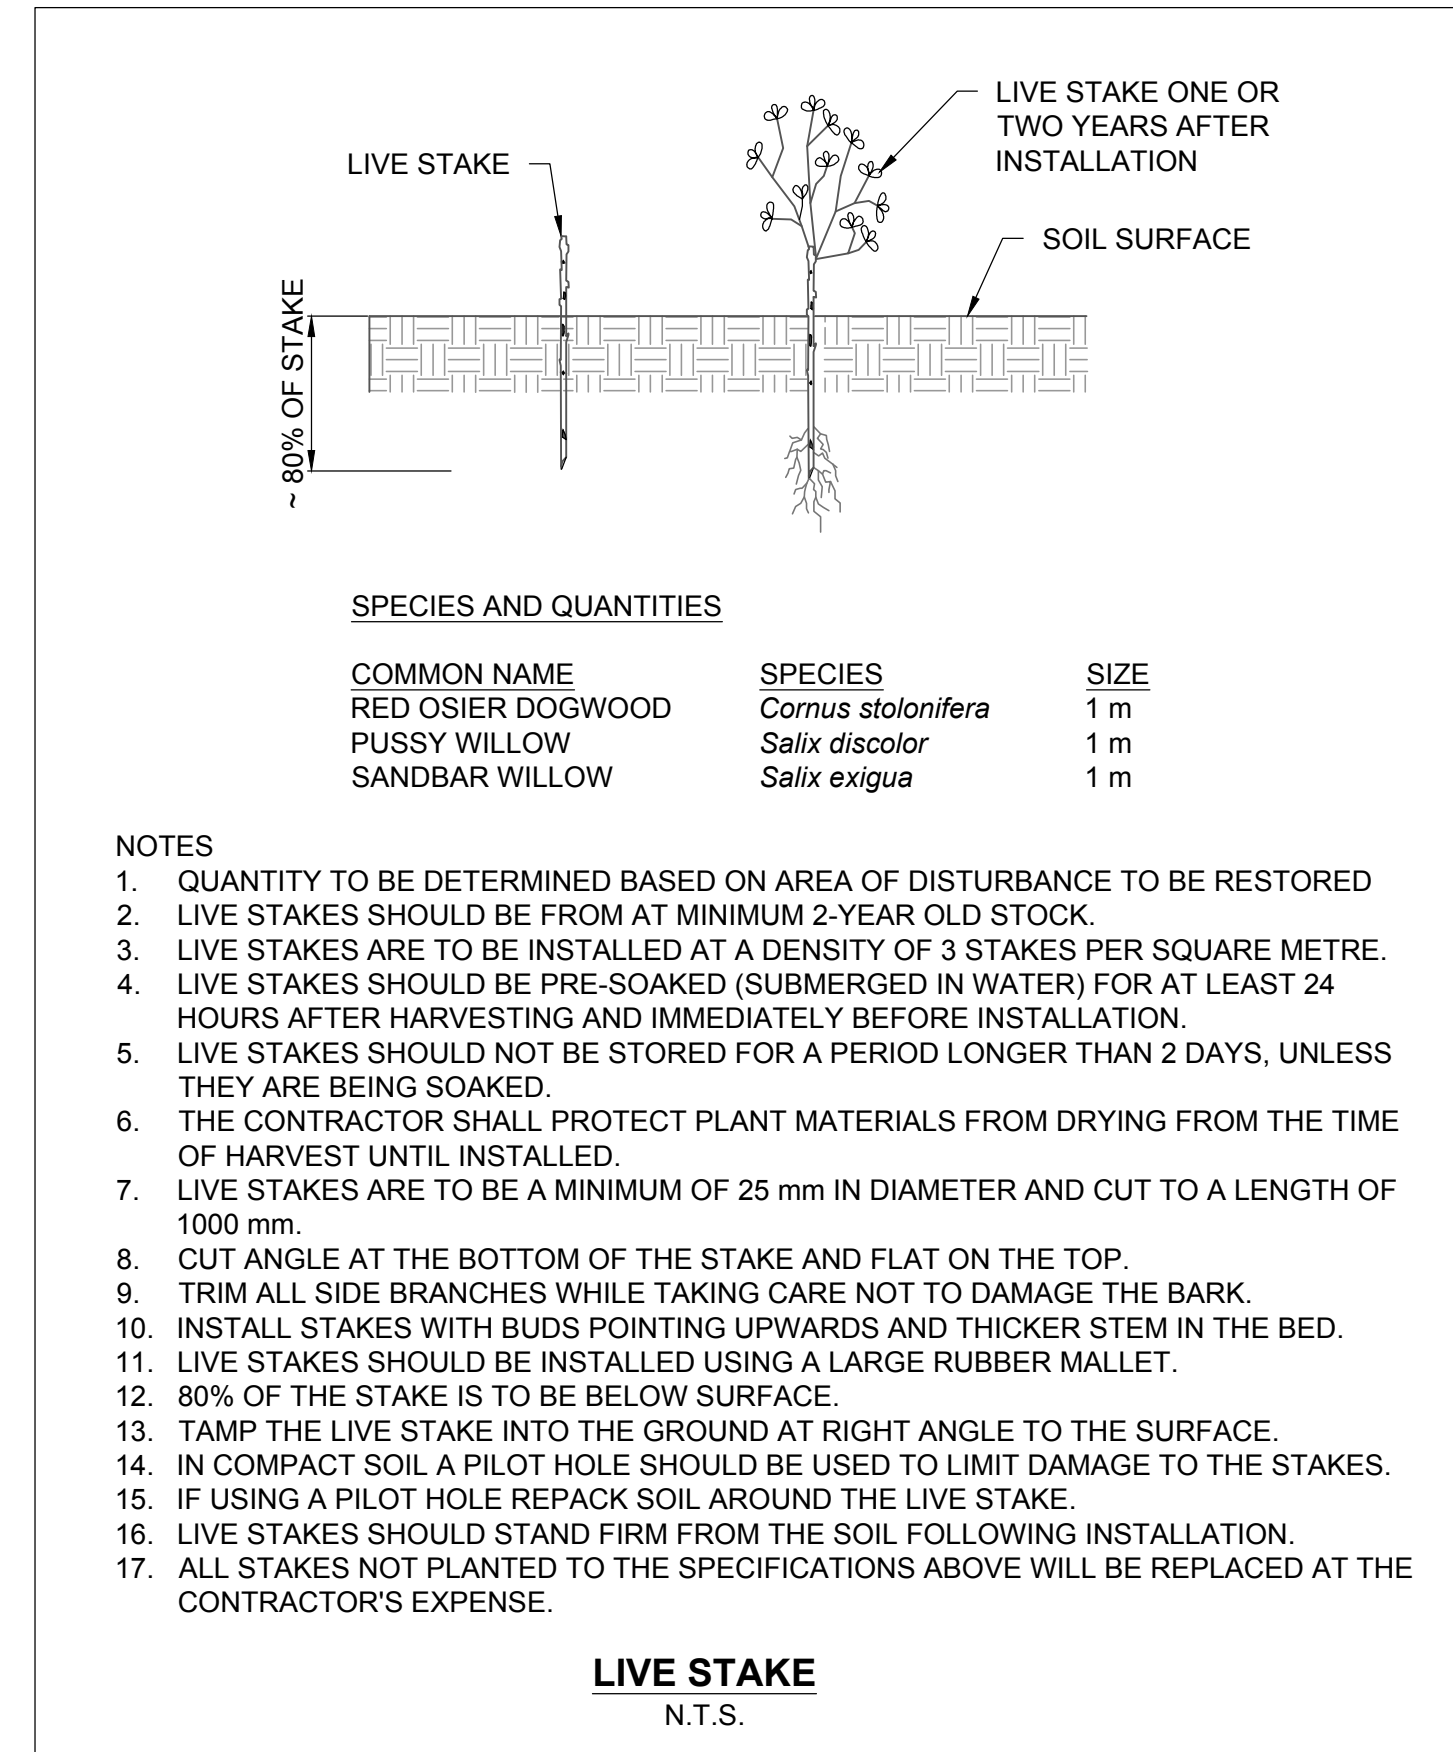 LIVE STAKE
LIVE STAKE ONE OR
TWO YEARS AFTER
INSTALLATION
SOIL SURFACE
~ 80% OF STAKE
SPECIES AND QUANTITIES
COMMON NAME SPECIES SIZE
RED OSIER DOGWOOD Cornus stolonifera 1 m
PUSSY WILLOW Salix discolor 1 m
SANDBAR WILLOW Salix exigua 1 m
NOTES
1. QUANTITY TO BE DETERMINED BASED ON AREA OF DISTURBANCE TO BE RESTORED
2. LIVE STAKES SHOULD BE FROM AT MINIMUM 2-YEAR OLD STOCK.
3. LIVE STAKES ARE TO BE INSTALLED AT A DENSITY OF 3 STAKES PER SQUARE METRE.
4. LIVE STAKES SHOULD BE PRE-SOAKED (SUBMERGED IN WATER) FOR AT LEAST 24
HOURS AFTER HARVESTING AND IMMEDIATELY BEFORE INSTALLATION.
5. LIVE STAKES SHOULD NOT BE STORED FOR A PERIOD LONGER THAN 2 DAYS, UNLESS
THEY ARE BEING SOAKED.
6. THE CONTRACTOR SHALL PROTECT PLANT MATERIALS FROM DRYING FROM THE TIME
OF HARVEST UNTIL INSTALLED.
7. LIVE STAKES ARE TO BE A MINIMUM OF 25 mm IN DIAMETER AND CUT TO A LENGTH OF
1000 mm.
8. CUT ANGLE AT THE BOTTOM OF THE STAKE AND FLAT ON THE TOP.
9. TRIM ALL SIDE BRANCHES WHILE TAKING CARE NOT TO DAMAGE THE BARK.
10. INSTALL STAKES WITH BUDS POINTING UPWARDS AND THICKER STEM IN THE BED.
11. LIVE STAKES SHOULD BE INSTALLED USING A LARGE RUBBER MALLET.
12. 80% OF THE STAKE IS TO BE BELOW SURFACE.
13. TAMP THE LIVE STAKE INTO THE GROUND AT RIGHT ANGLE TO THE SURFACE.
14. IN COMPACT SOIL A PILOT HOLE SHOULD BE USED TO LIMIT DAMAGE TO THE STAKES.
15. IF USING A PILOT HOLE REPACK SOIL AROUND THE LIVE STAKE.
16. LIVE STAKES SHOULD STAND FIRM FROM THE SOIL FOLLOWING INSTALLATION.
17. ALL STAKES NOT PLANTED TO THE SPECIFICATIONS ABOVE WILL BE REPLACED AT THE
CONTRACTOR'S EXPENSE.
LIVE STAKE
N.T.S.